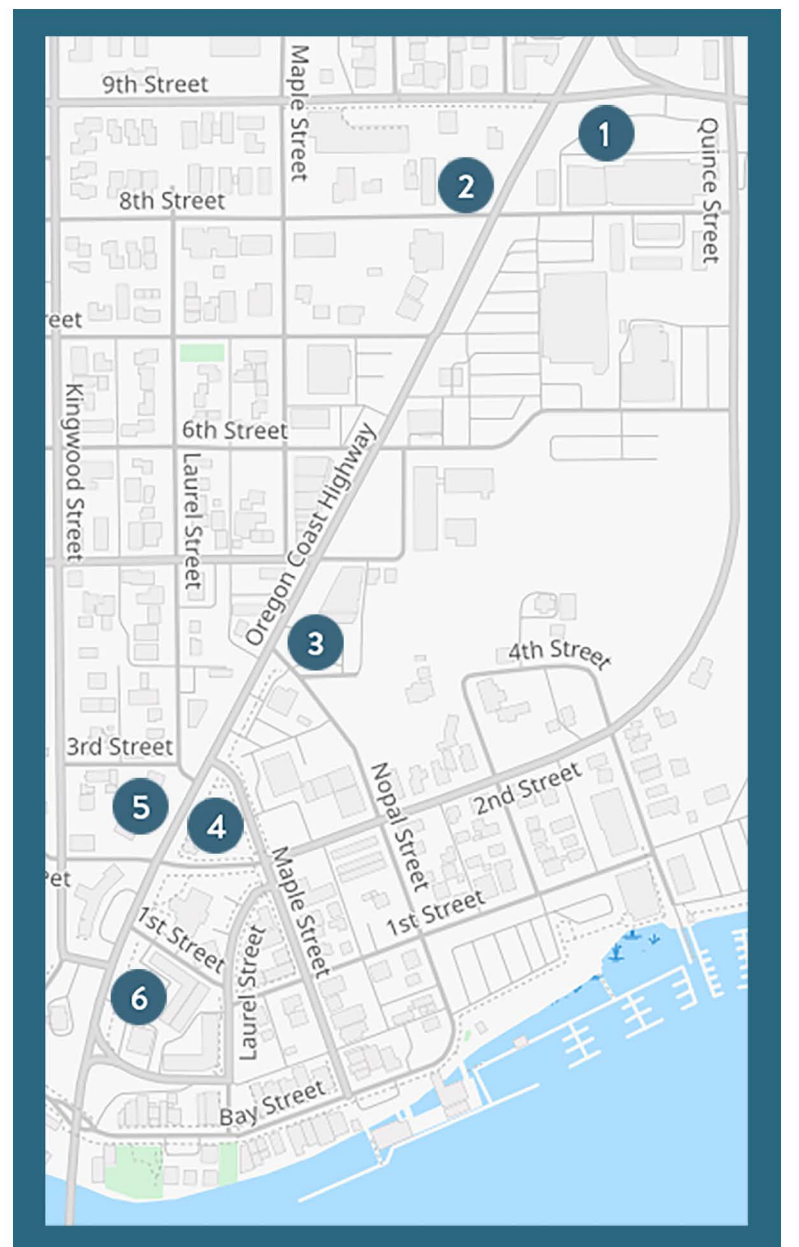 9th Street
Maple Street
1
Quince Street
2
8th Street
reet
Kingwood Street
6th Street
Oregon Coast Highway
Laurel Street
3
4th Street
3rd Street
5
4
Nopal Street
2nd Street
Pet
Maple Street
1st Street
1st Street
Laurel Street
6
Bay Street